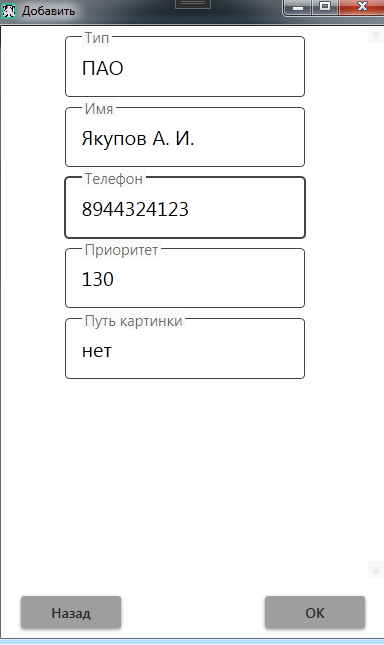 Добавить
Тип
ПАО
Имя
Якупов А. И.
Телефон
8944324123
Приоритет
130
Путь картинки
нет
Назад
OK